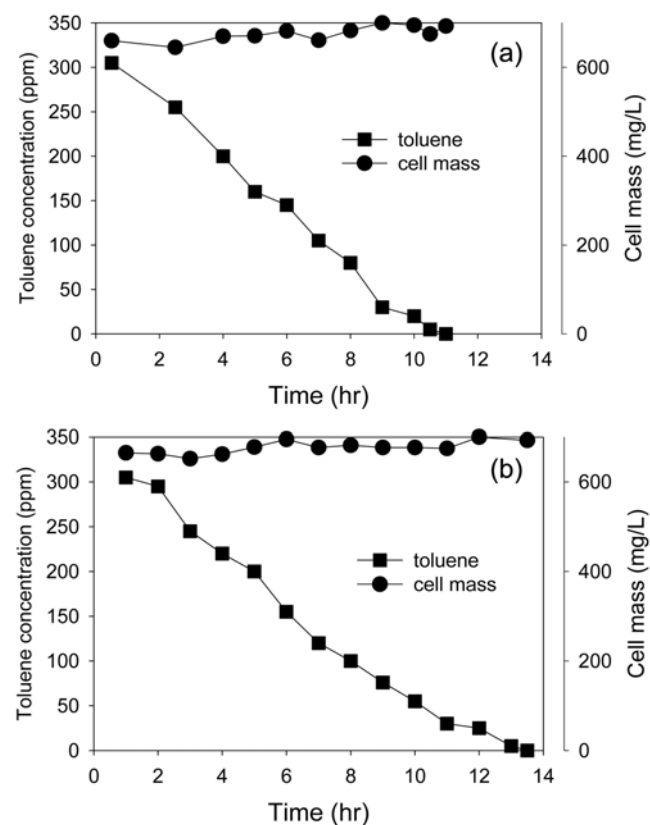 (a)
Toluene concentration (ppm)
350
300
250
200
150
100
50
0
toluene
cell mass
600
400
200
0
Cell mass (mg/L)
0 2 4 6 8 10 12 14
Time (hr)
(b)
Toluene concentration (ppm)
350
300
250
200
150
100
50
0
toluene
cell mass
600
400
200
0
Cell mass (mg/L)
0 2 4 6 8 10 12 14
Time (hr)